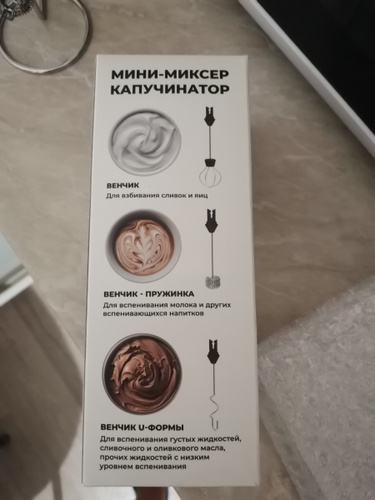 МИНИ-МИКСЕР
КАПУЧИНАТОР
ВЕНЧИК
Для взбивания сливок и яиц
ВЕНЧИК - ПРУЖИНКА
Для вспенивания молока и других
вспенивающихся напитков
ВЕНЧИК U-ФОРМЫ
Для вспенивания густых жидкостей,
сливочного и оливкового масла,
прочих жидкостей с низким
уровнем вспенивания